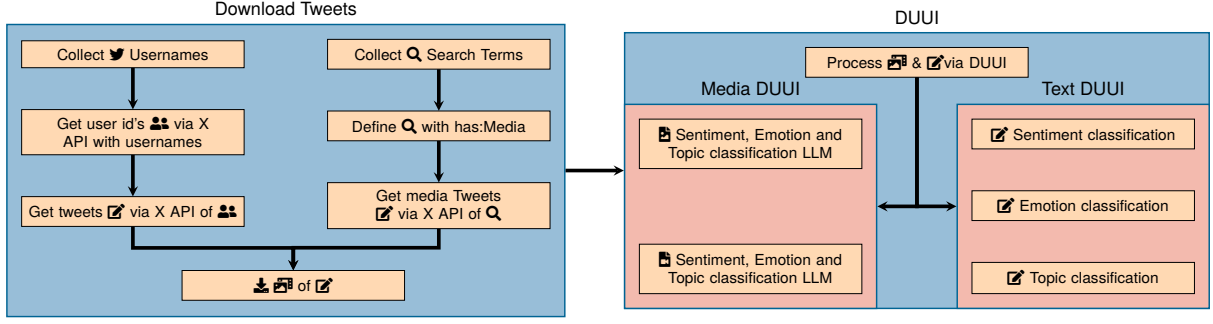 Download Tweets
Collect Usernames
Get user id's via X
API with usernames
Get tweets via X API of
Collect Search Terms
Define with has:Media
Get media Tweets
via X API of
of
DUUI
Process & via DUUI
Media DUUI
Sentiment, Emotion and
Topic classification LLM
Sentiment, Emotion and
Topic classification LLM
Text DUUI
Sentiment classification
Emotion classification
Topic classification